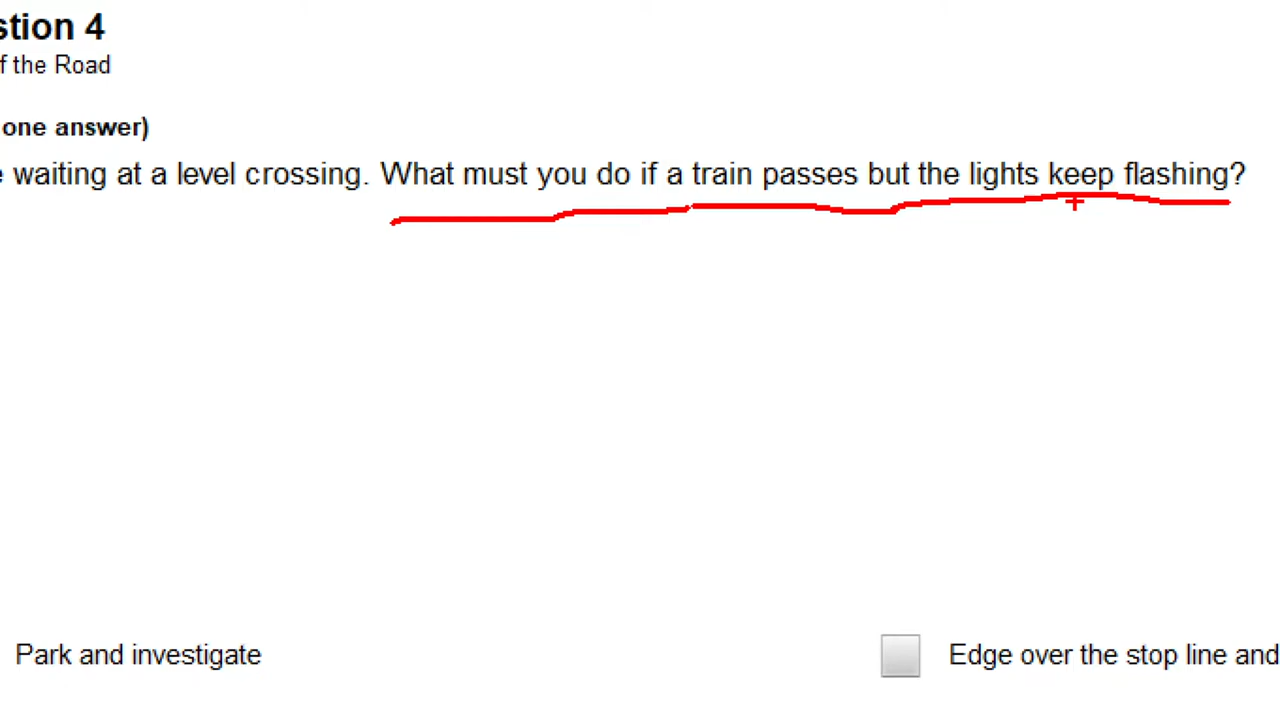 stion 4
f the Road
one answer)
e waiting at a level crossing. What must you do if a train passes but the lights keep flashing?
Park and investigate
Edge over the stop line and